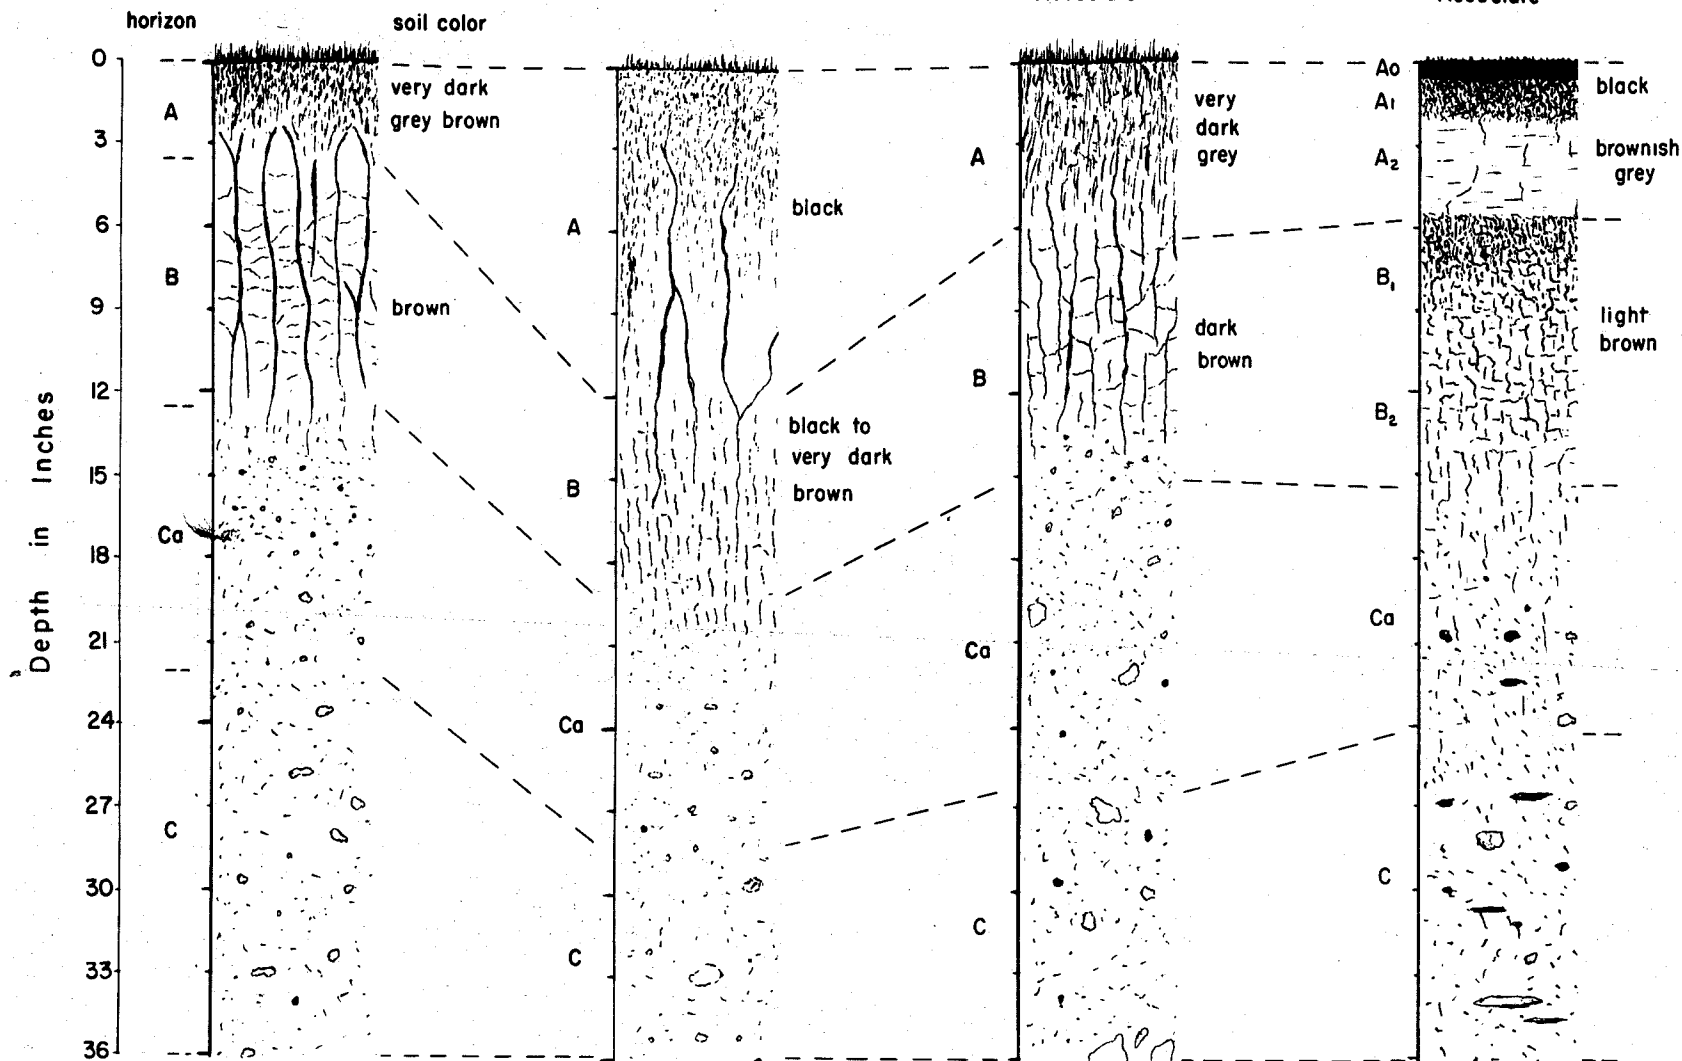 horizon
soil color
0
3
6
9
12
15
18
21
24
27
30
33
36
Depth in Inches
A
B
Ca
C
very dark
grey brown
brown
A
B
Ca
C
black
black to
very dark
brown
A
B
Ca
C
very
dark
grey
dark
brown
Ao
A₁
A₂
B₁
B₂
Ca
C
black
brownish
grey
light
brown